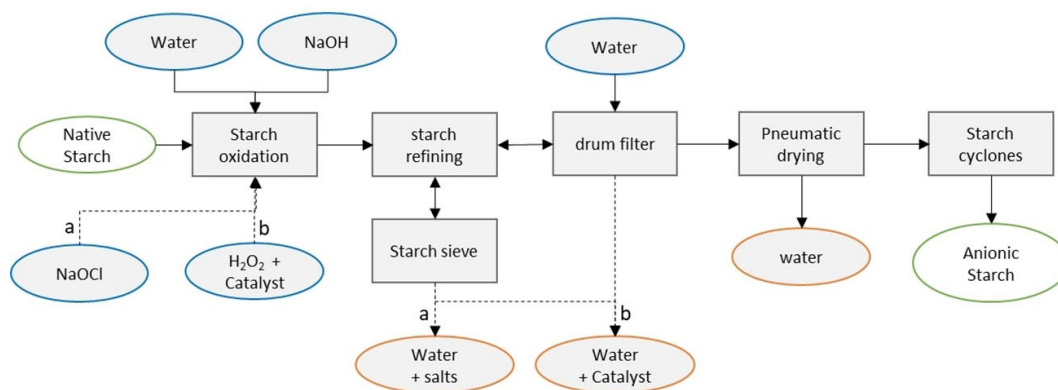 Water
NaOH
Water
Native
Starch
Starch
oxidation
starch
refining
drum filter
Pneumatic
drying
Starch
cyclones
a
b
NaOCl
H₂O₂ +
Catalyst
Starch sieve
water
Anionic
Starch
a
b
Water
+ salts
Water
+ Catalyst